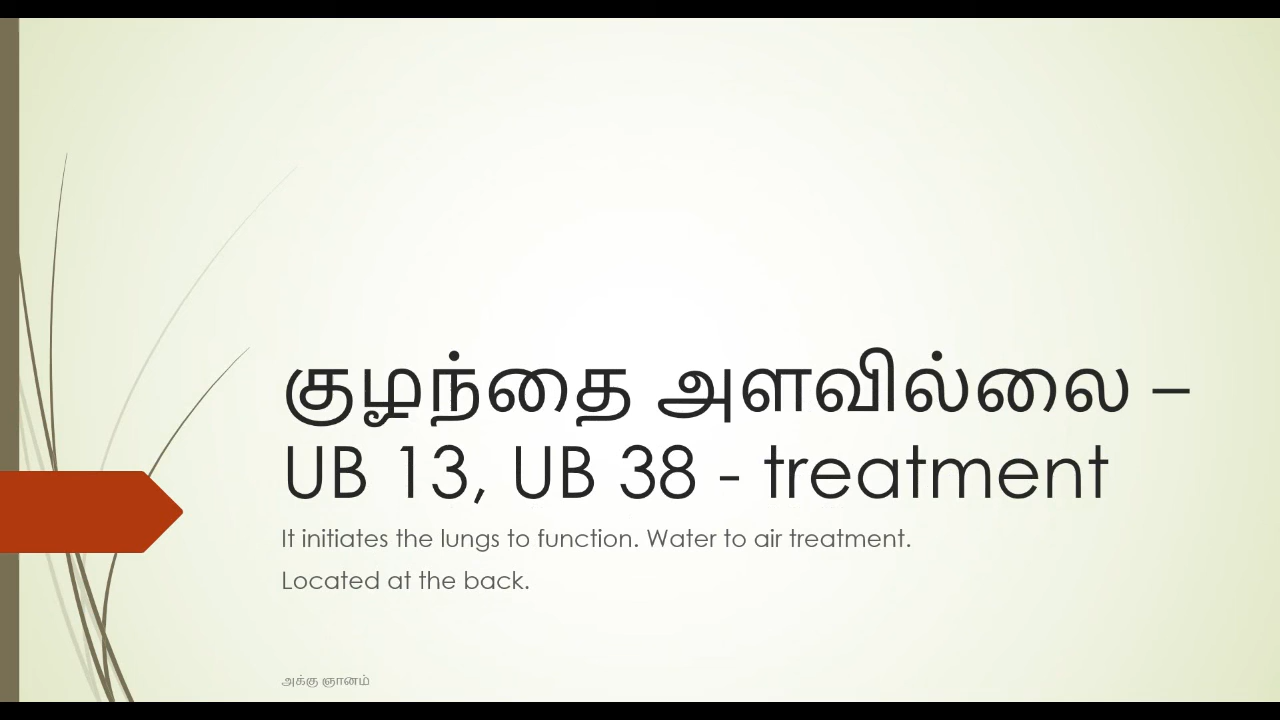 குழந்தை அளவில்லை –
UB 13, UB 38 - treatment
It initiates the lungs to function. Water to air treatment.
Located at the back.
அக்கு ஞானம்